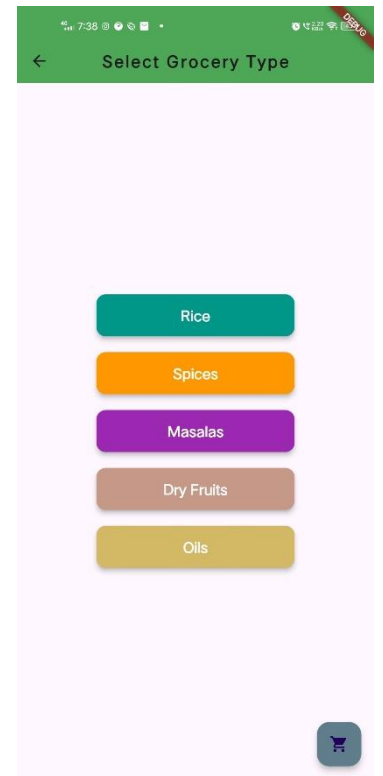 7:38
DEBUG
Select Grocery Type
Rice
Spices
Masalas
Dry Fruits
Oils